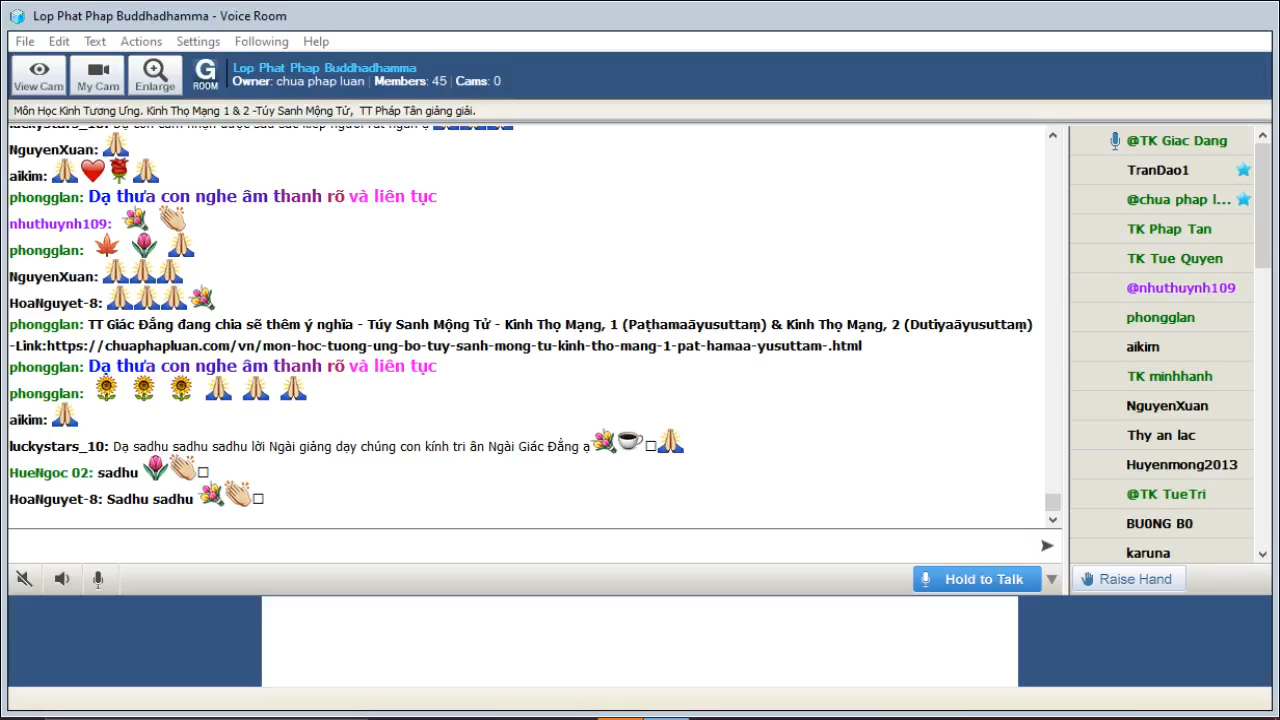 Lop Phat Phap Buddhadhamma - Voice Room
File Edit Text Actions Settings Following Help
View Cam My Cam Enlarge G ROOM
Lop Phat Phap Buddhadhamma
Owner: chua phap luan | Members: 45 | Cams: 0
Môn Học Kinh Tương Ưng. Kinh Thọ Mạng 1 & 2 -Túy Sanh Mộng Tử, TT Pháp Tân giảng giải.
NguyenXuan:
aikim:
phongglan: Dạ thưa con nghe âm thanh rõ và liên tục
nhuthuynh109:
phongglan:
NguyenXuan:
HoaNguyet-8:
phongglan: TT Giác Đẳng đang chia sẽ thêm ý nghĩa - Túy Sanh Mộng Tử - Kinh Thọ Mạng, 1 (Paṭhamaāyusuttaṃ) & Kinh Thọ Mạng, 2 (Dutiyaāyusuttaṃ)
-Link:https://chuaphapluan.com/vn/mon-hoc-tuong-ung-bo-tuy-sanh-mong-tu-kinh-tho-mang-1-pat-hamaa-yusuttam-.html
phongglan: Dạ thưa con nghe âm thanh rõ và liên tục
phongglan:
aikim:
luckystars_10: Dạ sadhu sadhu sadhu lời Ngài giảng dạy chúng con kính tri ân Ngài Giác Đẳng ạ
HueNgoc 02: sadhu
HoaNguyet-8: Sadhu sadhu
Hold to Talk
@TK Giac Dang
TranDao1
@chua phap l...
TK Phap Tan
TK Tue Quyen
@nhuthuynh109
phongglan
aikim
TK minhhanh
NguyenXuan
Thy an lac
Huyenmong2013
@TK TueTri
BU0NG B0
karuna
Raise Hand